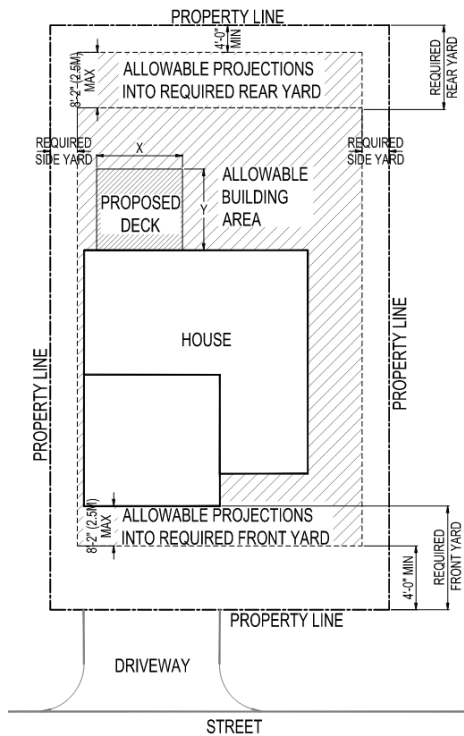 PROPERTY LINE
4'-0" MIN
8'-2" (2.5M)
MAX
ALLOWABLE PROJECTIONS
INTO REQUIRED REAR YARD
REQUIRED
REAR YARD
REQUIRED
SIDE YARD
X
REQUIRED
SIDE YARD
PROPOSED
DECK
Y
ALLOWABLE
BUILDING
AREA
HOUSE
PROPERTY LINE
PROPERTY LINE
8'-2" (2.5M)
MAX
ALLOWABLE PROJECTIONS
INTO REQUIRED FRONT YARD
4'-0" MIN
REQUIRED
FRONT YARD
PROPERTY LINE
DRIVEWAY
STREET